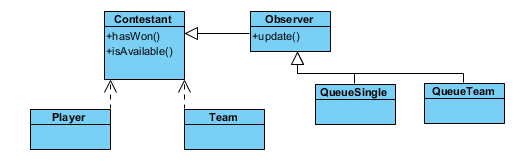 Contestant
+hasWon()
+isAvailable()
Observer
+update()
QueueSingle
QueueTeam
Player
Team